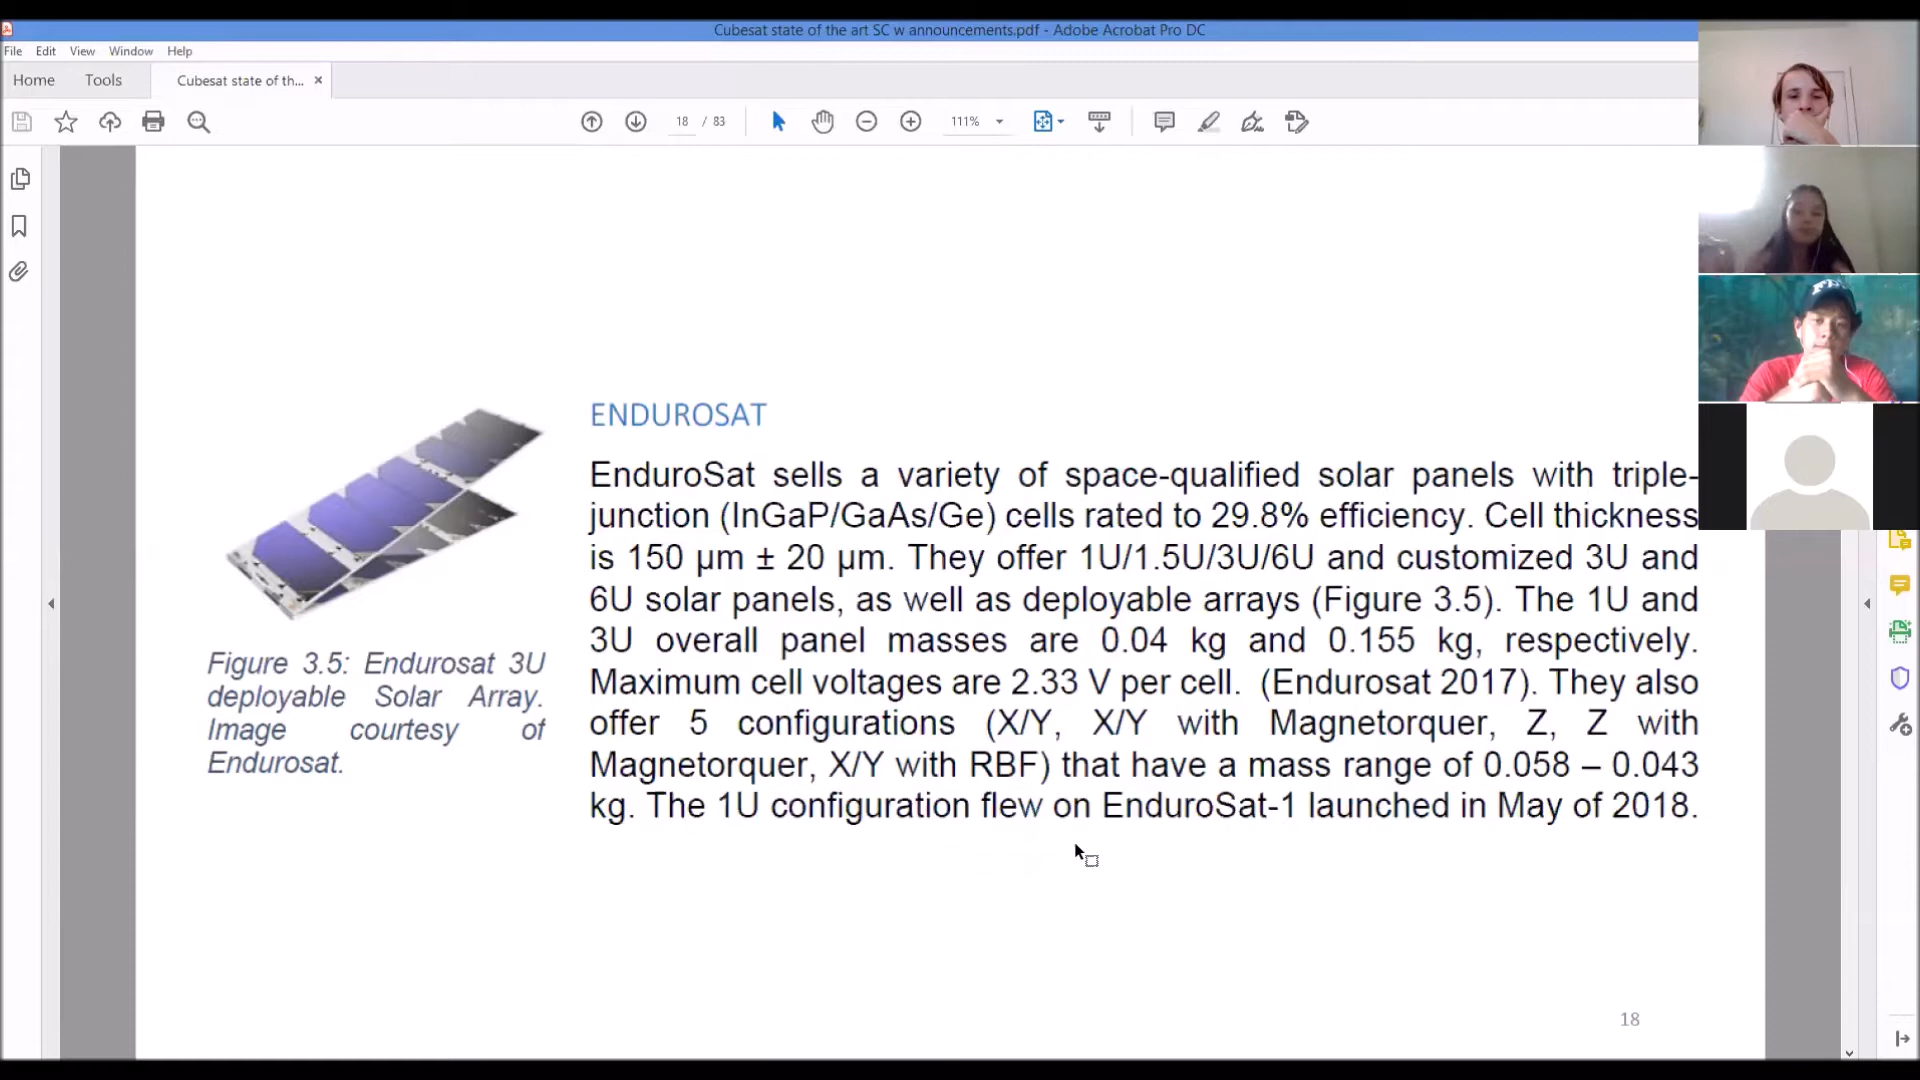 Cubesat state of the art SC w announcements.pdf - Adobe Acrobat Pro DC
File Edit View Window Help
Home Tools Cubesat state of th... ×
18 / 83 111%
ENDUROSAT
EnduroSat sells a variety of space-qualified solar panels with triple-
junction (InGaP/GaAs/Ge) cells rated to 29.8% efficiency. Cell thickness
is 150 µm ± 20 µm. They offer 1U/1.5U/3U/6U and customized 3U and
6U solar panels, as well as deployable arrays (Figure 3.5). The 1U and
3U overall panel masses are 0.04 kg and 0.155 kg, respectively.
Maximum cell voltages are 2.33 V per cell. (Endurosat 2017). They also
offer 5 configurations (X/Y, X/Y with Magnetorquer, Z, Z with
Magnetorquer, X/Y with RBF) that have a mass range of 0.058 – 0.043
kg. The 1U configuration flew on EnduroSat-1 launched in May of 2018.
Figure 3.5: Endurosat 3U
deployable Solar Array.
Image courtesy of
Endurosat.
18